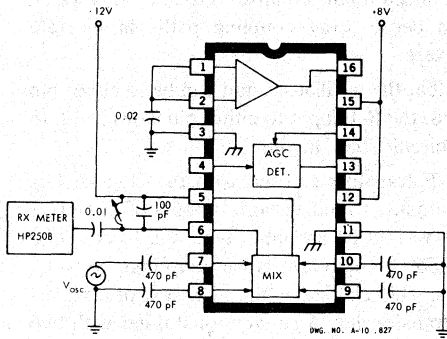 -12V
+8V
1
16
2
15
0.02
3
14
4
AGC
DET.
13
5
12
100
pF
RX METER
HP250B
0.01
6
11
7
MIX
10
470 pF
470 pF
Vosc
8
9
470 pF
470 pF
DWG. NO. A-10,827